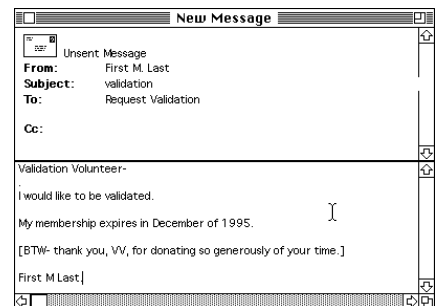 New Message
Unsent Message
From: First M. Last
Subject: validation
To: Request Validation
Cc:
Validation Volunteer-
.
I would like to be validated.
My membership expires in December of 1995.
[BTW- thank you, VV, for donating so generously of your time.]
First M Last